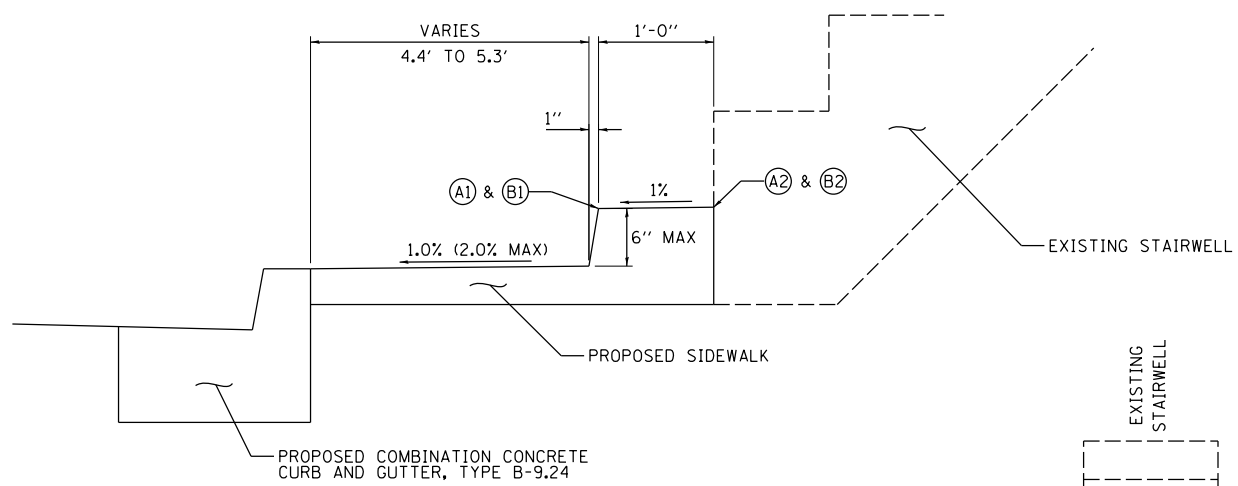 VARIES
4.4' TO 5.3'
1'-0"
1"
A1 & B1
1%
A2 & B2
6" MAX
1.0% (2.0% MAX)
EXISTING STAIRWELL
PROPOSED SIDEWALK
EXISTING
STAIRWELL
PROPOSED COMBINATION CONCRETE
CURB AND GUTTER, TYPE B-9.24